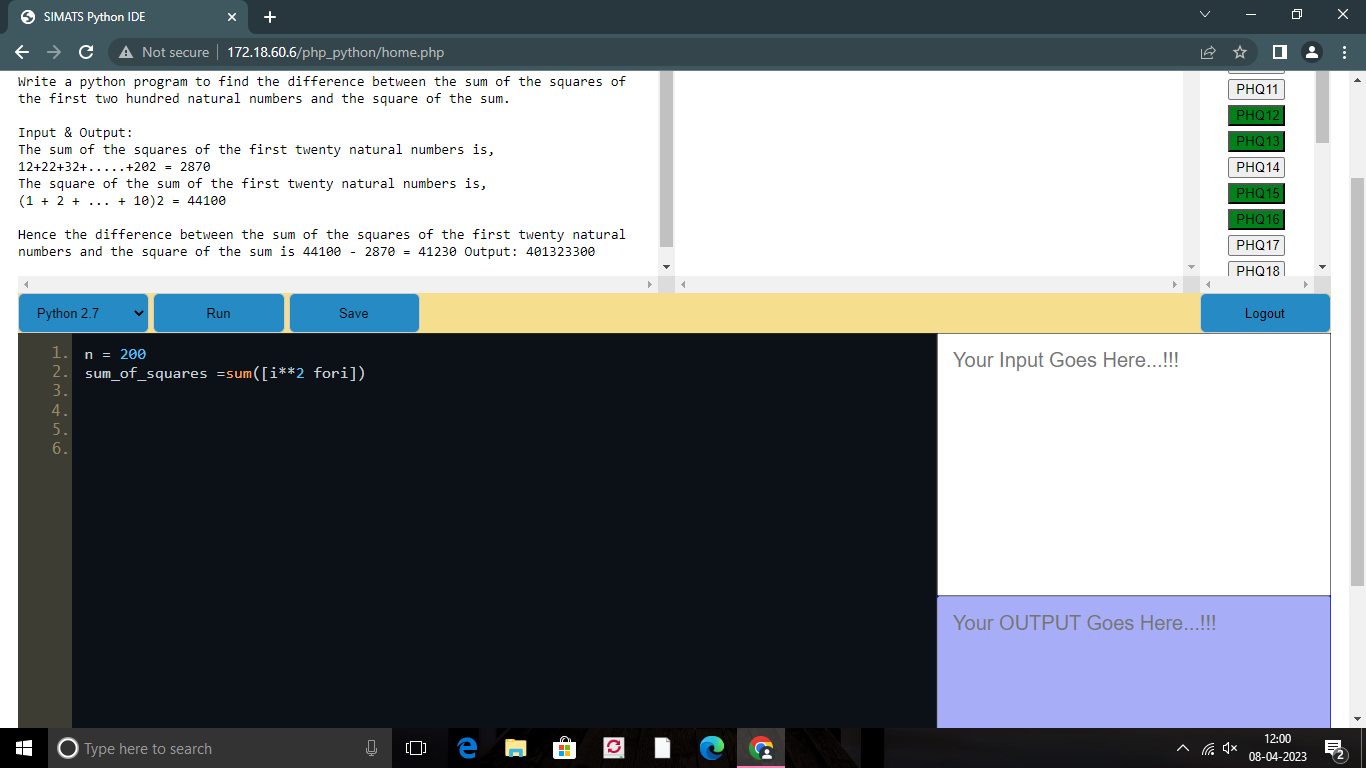 SIMATS Python IDE
Not secure
172.18.60.6/php_python/home.php
Write a python program to find the difference between the sum of the squares of
the first two hundred natural numbers and the square of the sum.
Input & Output:
The sum of the squares of the first twenty natural numbers is,
12+22+32+.....+202 = 2870
The square of the sum of the first twenty natural numbers is,
(1 + 2 + ... + 10)2 = 44100
Hence the difference between the sum of the squares of the first twenty natural
numbers and the square of the sum is 44100 - 2870 = 41230 Output: 401323300
PHQ11
PHQ12
PHQ13
PHQ14
PHQ15
PHQ16
PHQ17
PHQ18
Python 2.7
Run
Save
Logout
1. n = 200
2. sum_of_squares =sum([i**2 fori])
3.
4.
5.
6.
Your Input Goes Here...!!!
Your OUTPUT Goes Here...!!!
Type here to search
12:00
08-04-2023
2